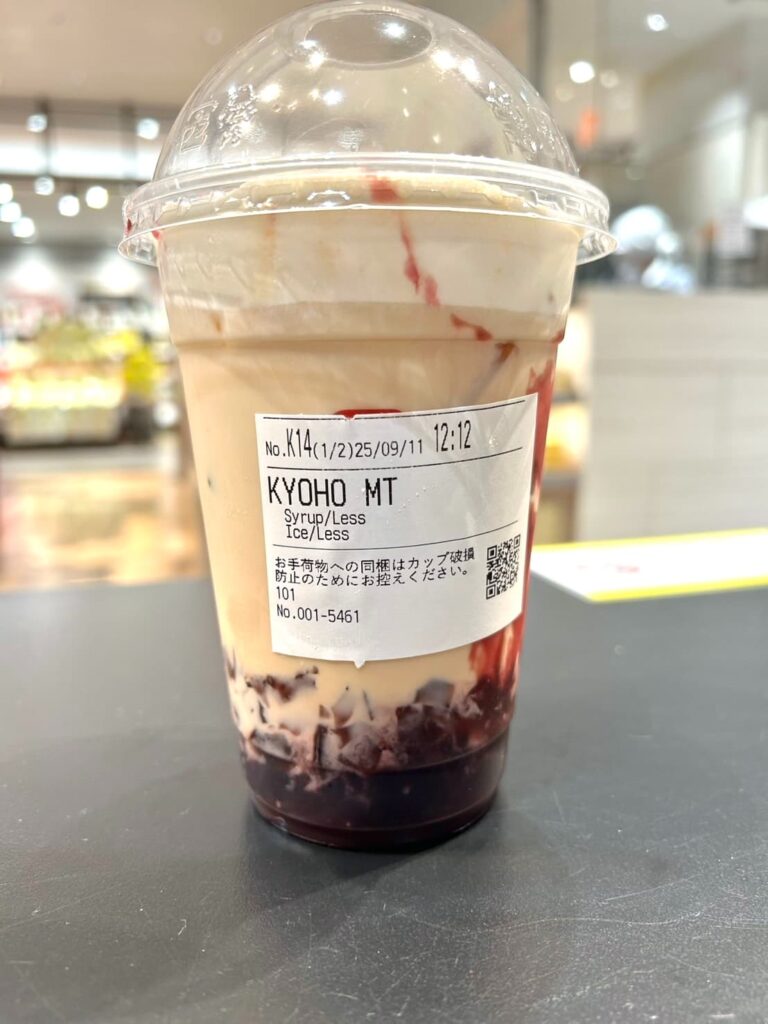 No.K14(1/2)25/09/11 12:12
KYOHO MT
Syrup/Less
Ice/Less
お手荷物への同梱はカップ破損
防止のためにお控えください。
101
No.001-5461